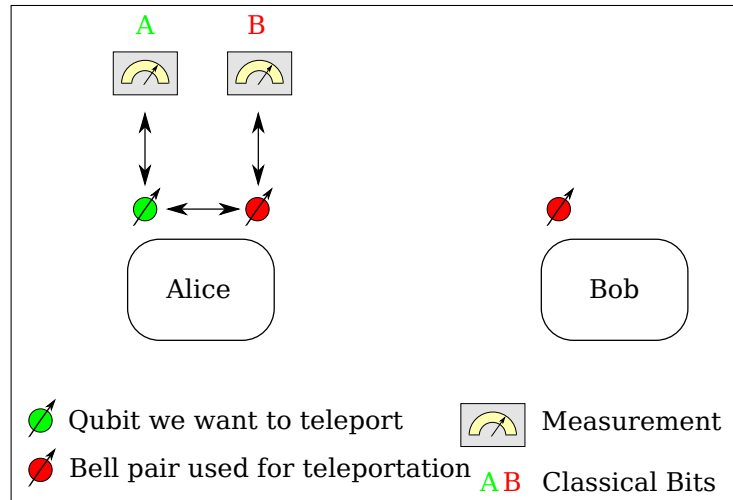 A B
Alice
Bob
Qubit we want to teleport
Measurement
Bell pair used for teleportation
A B Classical Bits